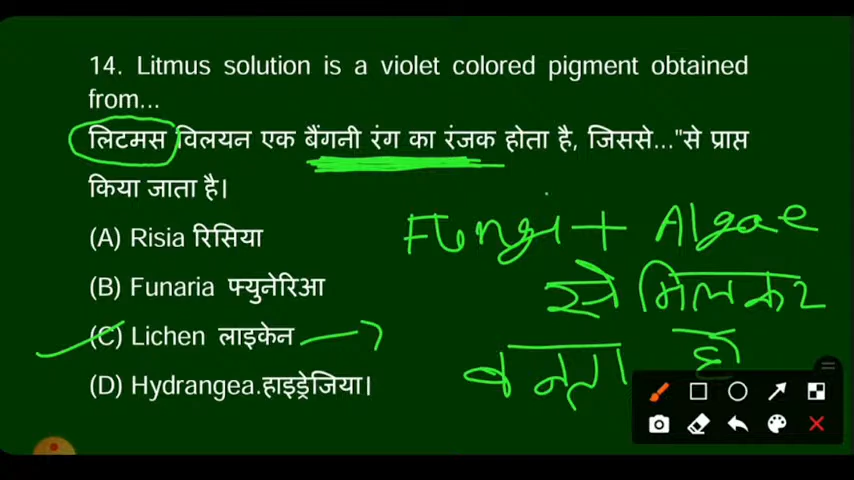 14. Litmus solution is a violet colored pigment obtained
from...
लिटमस विलयन एक बैंगनी रंग का रंजक होता है, जिससे..."से प्राप्त
किया जाता है।
(A) Risia रिसिया
(B) Funaria फ्युनेरिआ
(C) Lichen लाइकेन
(D) Hydrangea.हाइड्रेंजिया।
Fungi + Algae
से मिलकर
बनता है